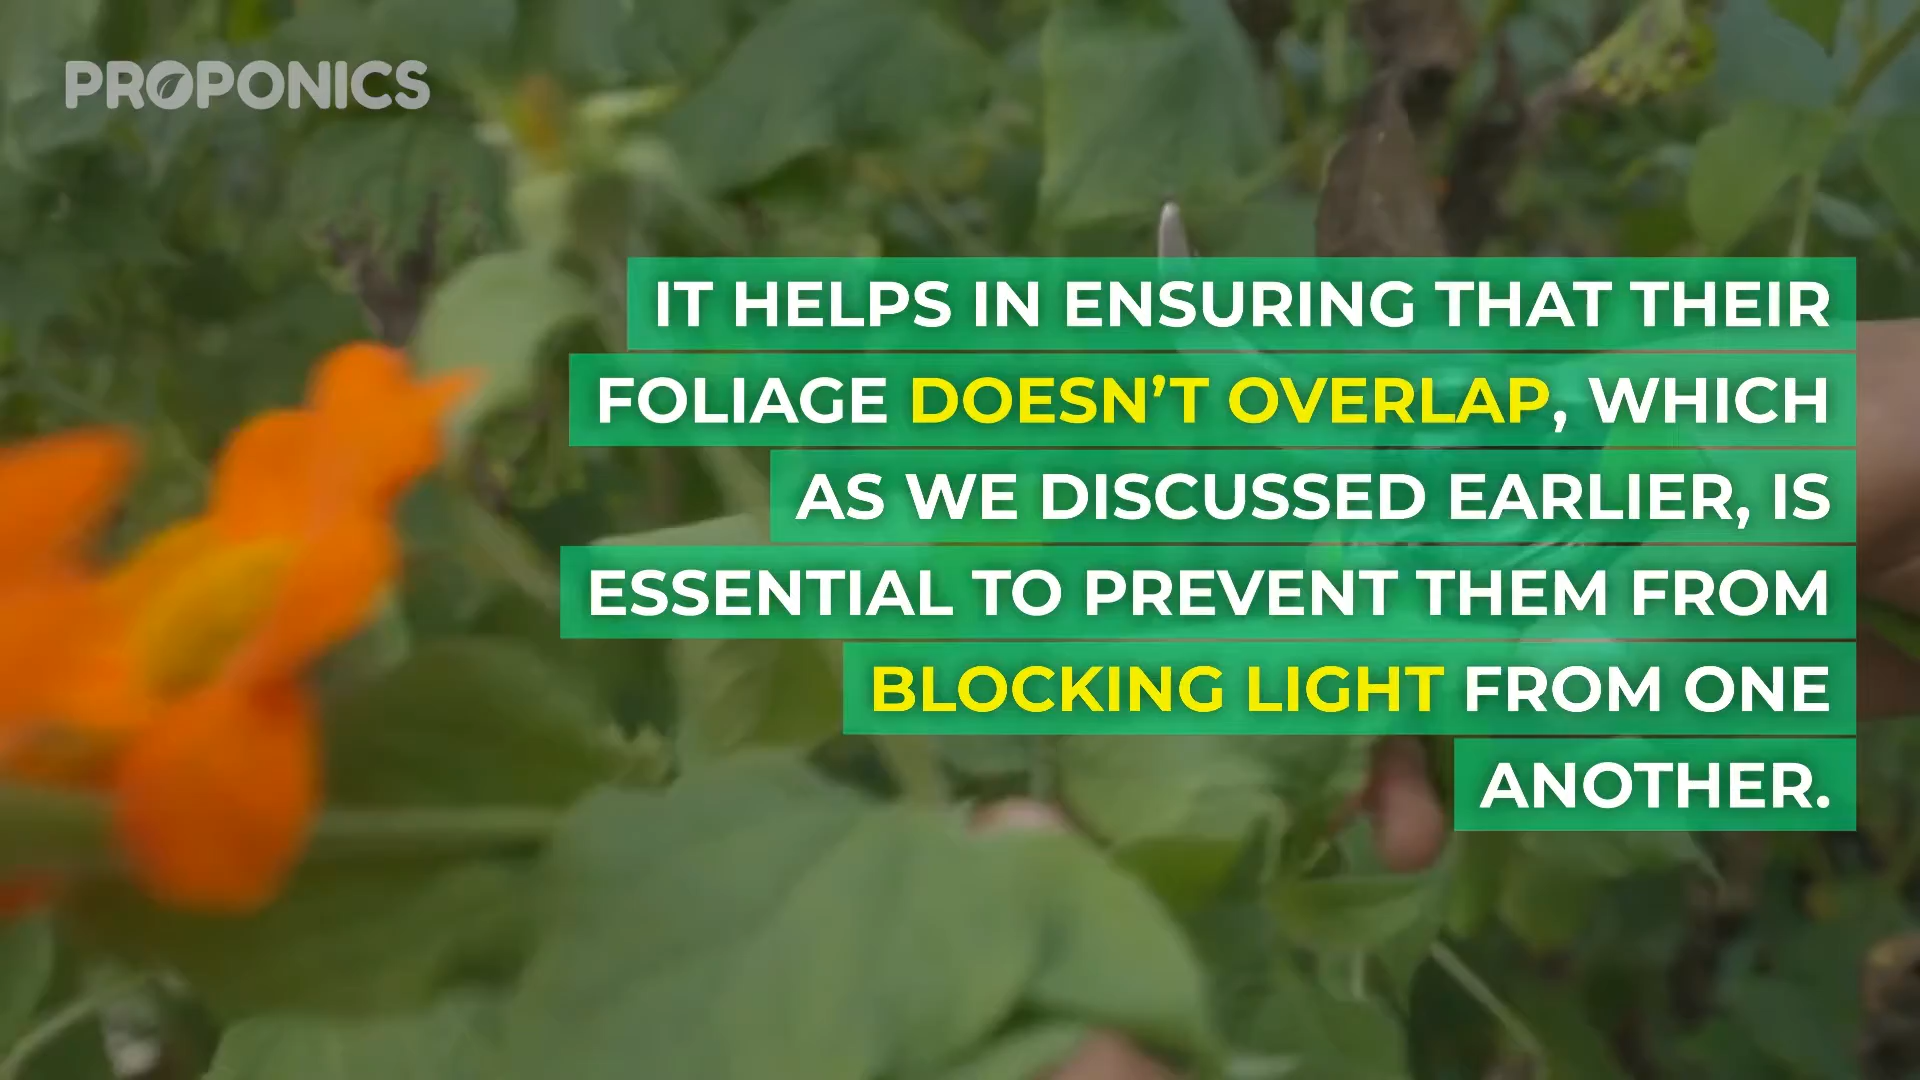 PROPONICS
IT HELPS IN ENSURING THAT THEIR
FOLIAGE DOESN’T OVERLAP, WHICH
AS WE DISCUSSED EARLIER, IS
ESSENTIAL TO PREVENT THEM FROM
BLOCKING LIGHT FROM ONE
ANOTHER.